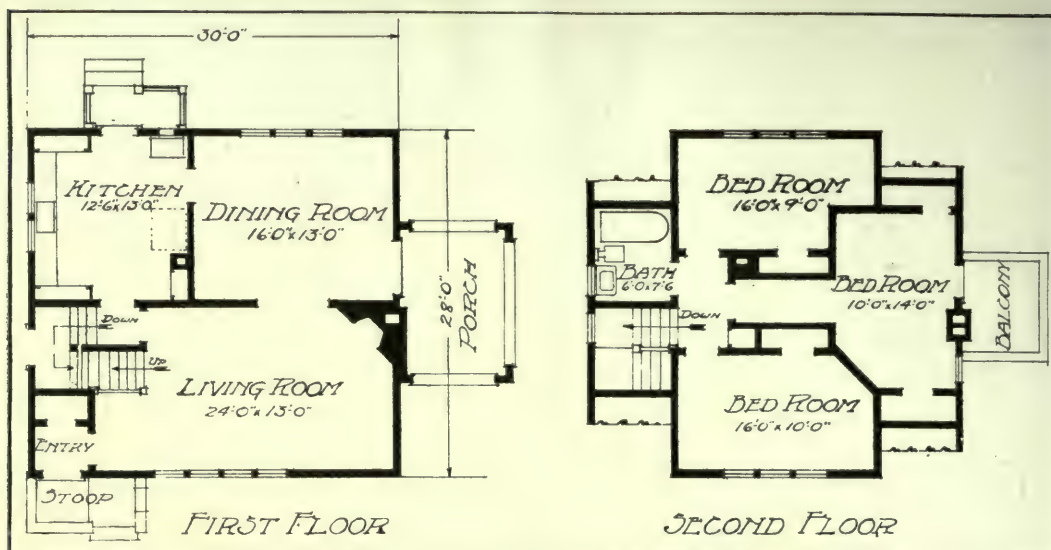 30'-0"
KITCHEN
12'-6"x13'-0"
DINING ROOM
16'-0"x13'-0"
28'-0"
PORCH
DOWN
UP
LIVING ROOM
24'-0"x13'-0"
ENTRY
STOOP
FIRST FLOOR
BED ROOM
16'-0"x9'-0"
BATH
6'-0x7'-6
BED ROOM
10'-0"x14'-0"
BALCONY
DOWN
BED ROOM
16'-0"x10'-0"
SECOND FLOOR